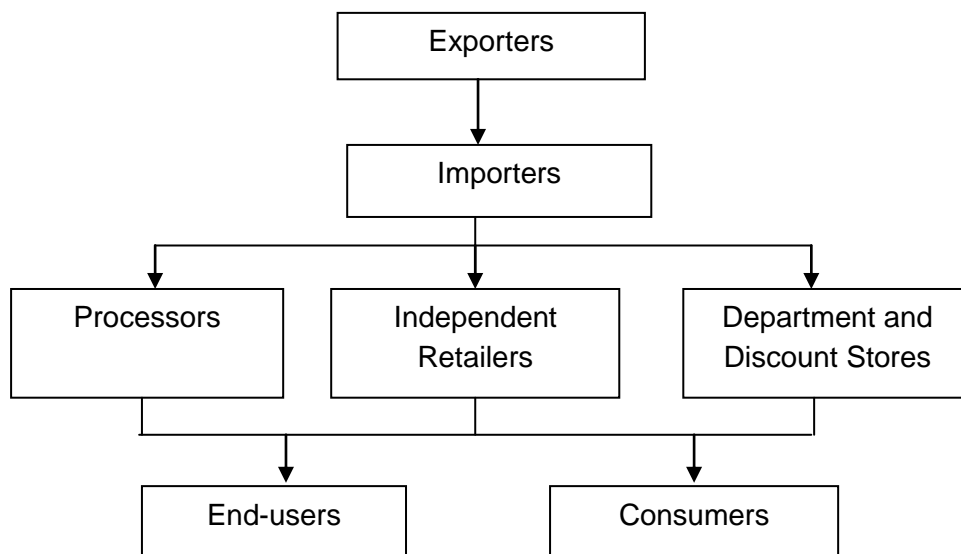 Exporters
Importers
Processors
Independent
Retailers
Department and
Discount Stores
End-users
Consumers